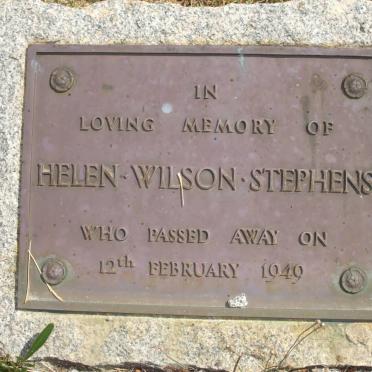 IN
LOVING MEMORY OF
HELEN·WILSON·STEPHENS
WHO PASSED AWAY ON
12th FEBRUARY 1949